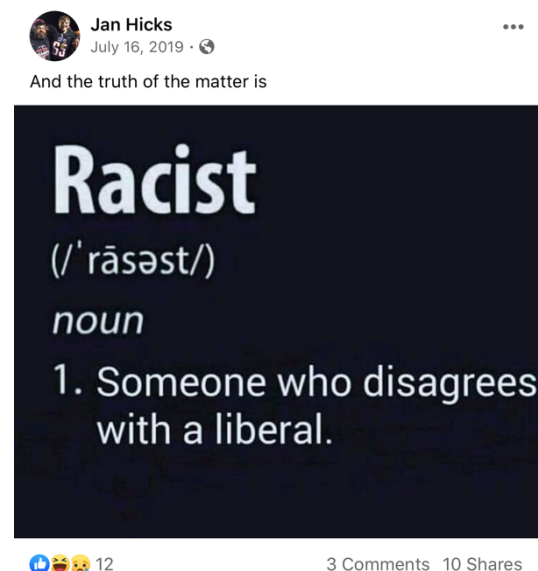 Jan Hicks
July 16, 2019 ·
And the truth of the matter is
Racist
(/ˈrāsəst/)
noun
1. Someone who disagrees
with a liberal.
12
3 Comments 10 Shares